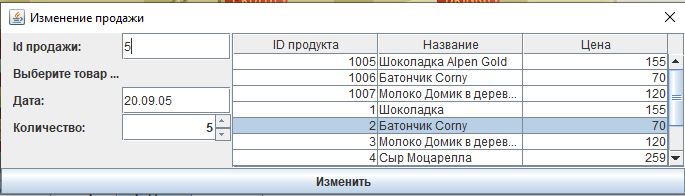 Изменение продажи
Id продажи: 5
Выберите товар ...
Дата: 20.09.05
Количество: 5
ID продукта Название Цена
1005 Шоколадка Alpen Gold 155
1006 Батончик Corny 70
1007 Молоко Домик в дерев... 120
1 Шоколадка 155
2 Батончик Corny 70
3 Молоко Домик в дерев... 120
4 Сыр Моцарелла 259
Изменить